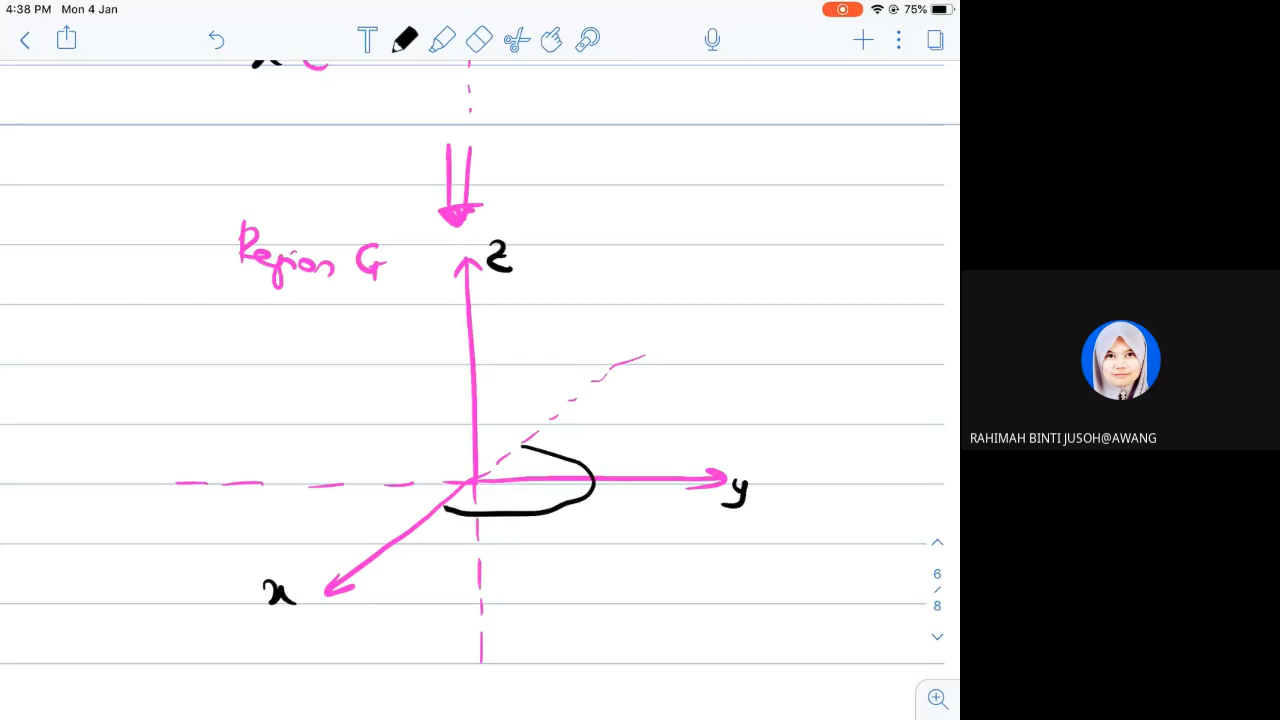 4:38 PM Mon 4 Jan
75%
T
x
Region G
z
y
x
6
/
8
RAHIMAH BINTI JUSOH@AWANG